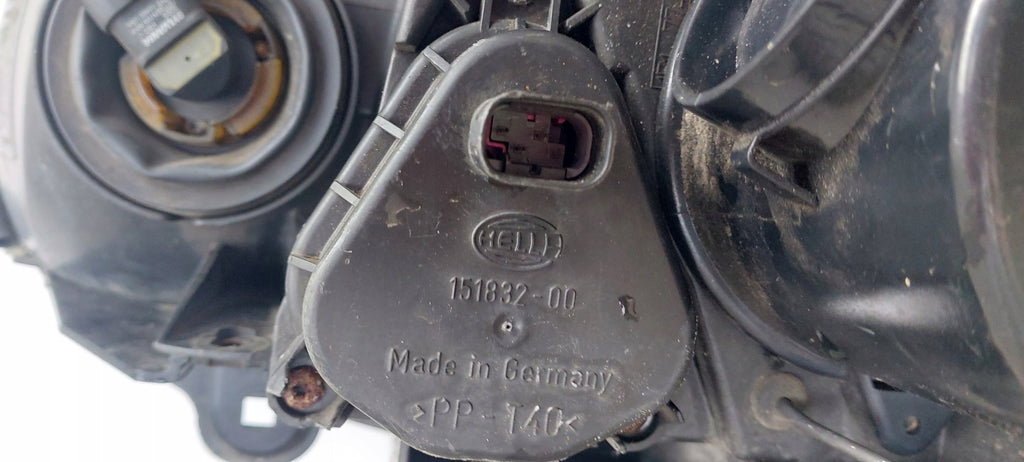 HELLA
151832-00
Made in Germany
>PP-T40<